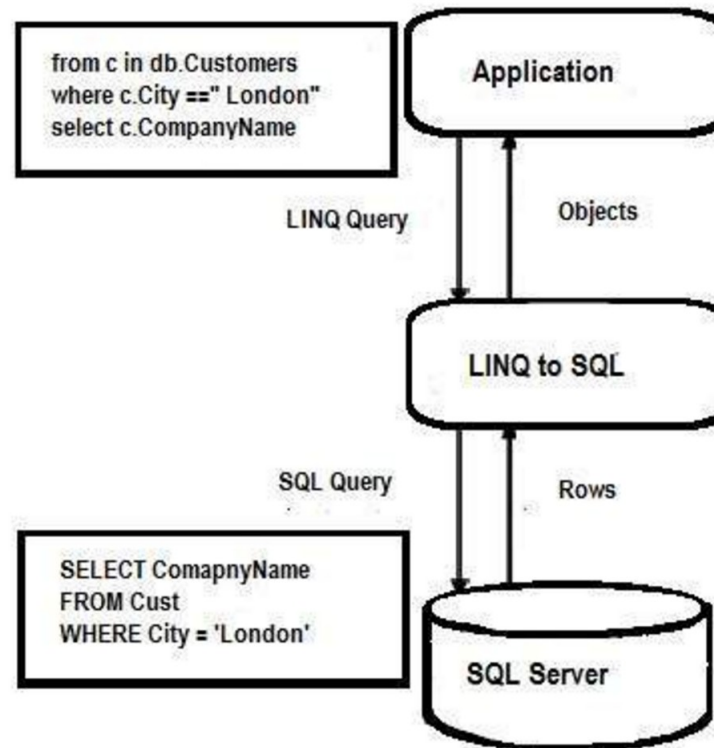 from c in db.Customers
where c.City ==" London"
select c.CompanyName
Application
LINQ Query
Objects
LINQ to SQL
SQL Query
Rows
SELECT ComapnyName
FROM Cust
WHERE City = 'London'
SQL Server